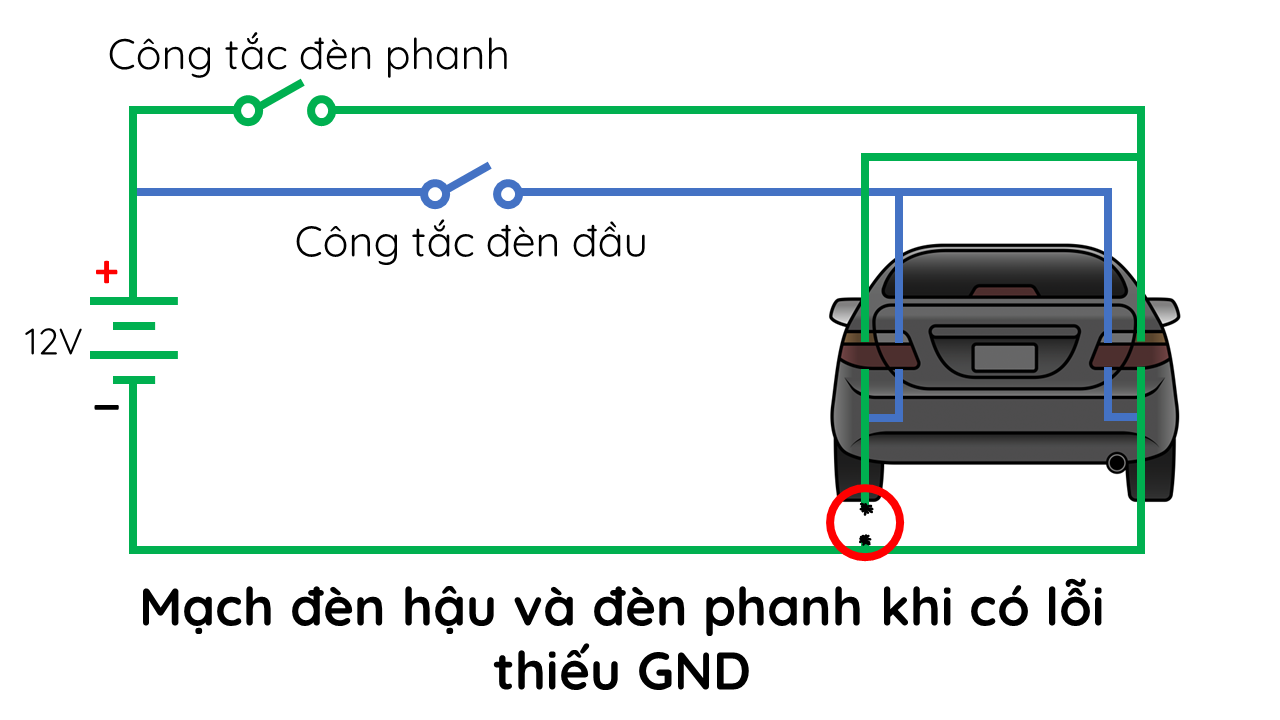 Công tắc đèn phanh
Công tắc đèn đầu
+
12V
−
Mạch đèn hậu và đèn phanh khi có lỗi
thiếu GND